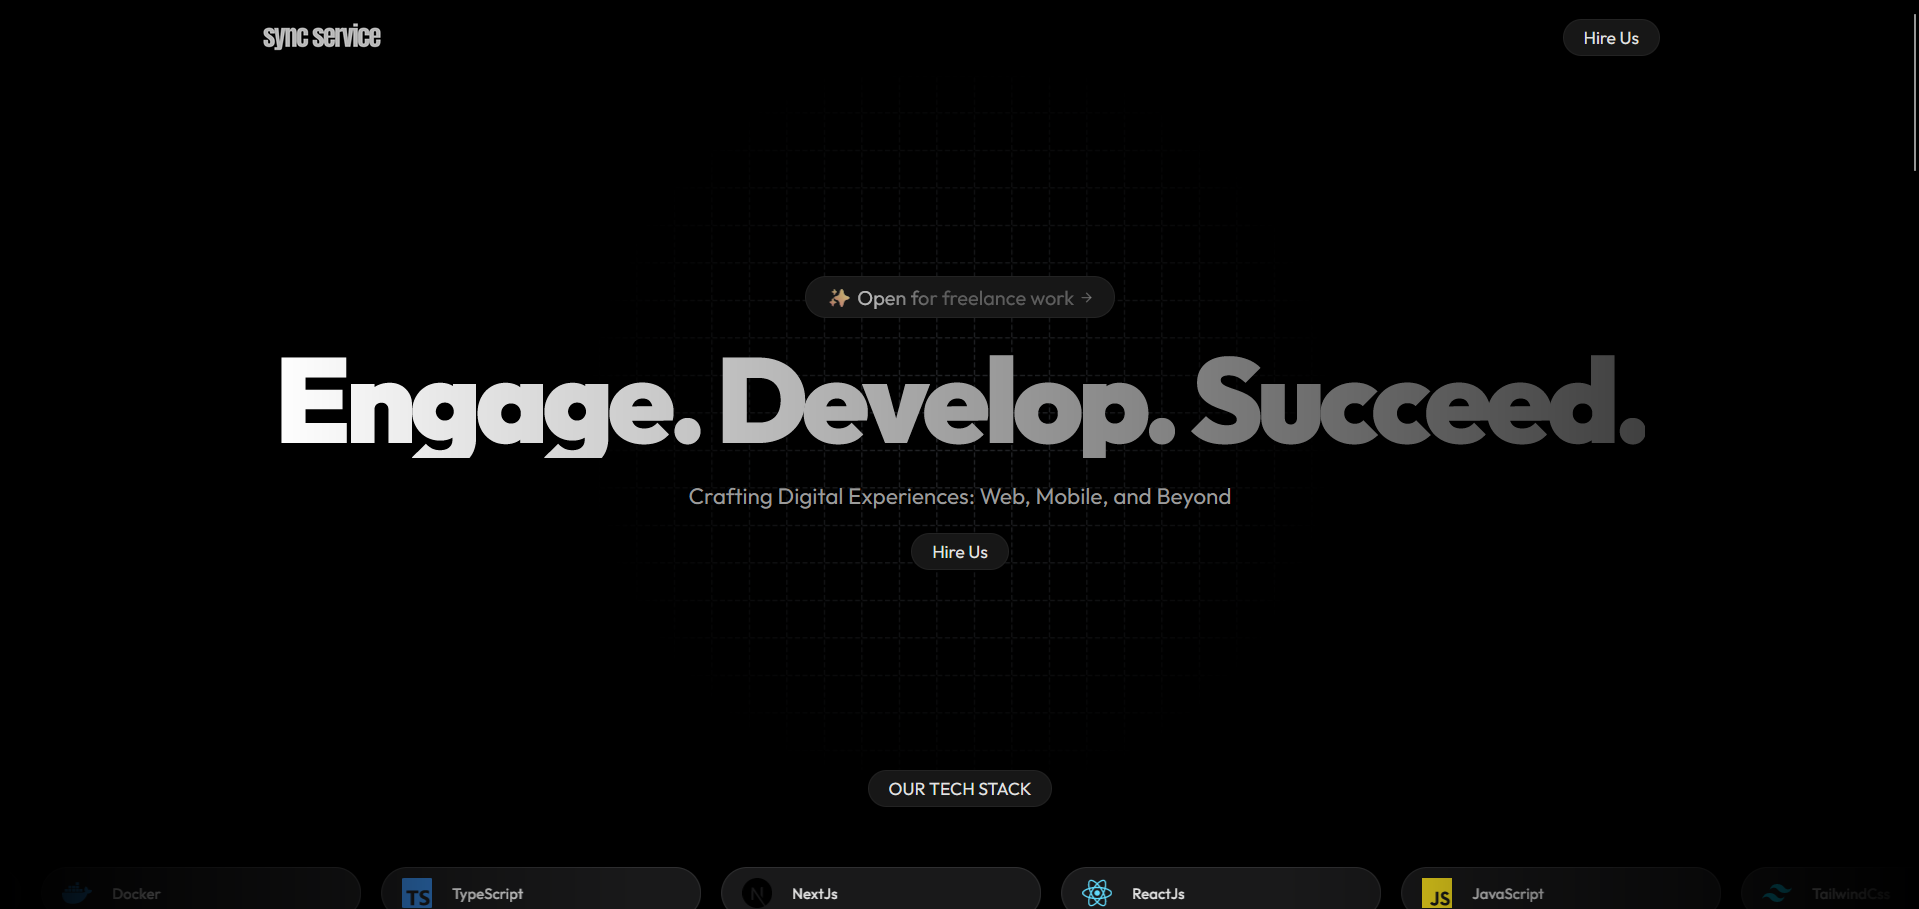 sync service
Hire Us
✨ Open for freelance work →
Engage. Develop. Succeed.
Crafting Digital Experiences: Web, Mobile, and Beyond
Hire Us
OUR TECH STACK
Docker
TS TypeScript
N NextJs
ReactJs
JS JavaScript
TailwindCss